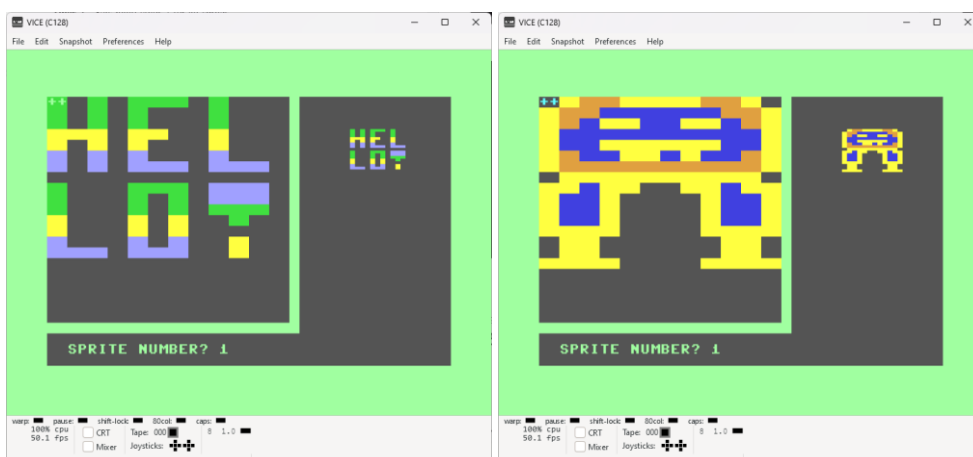 VICE (C128)
File Edit Snapshot Preferences Help
++
HEL
LO!
SPRITE NUMBER? 1
warp: pause: shift-lock: 80col: caps:
100% cpu
50.1 fps
CRT
Mixer
Tape: 000
Joysticks:
8 1.0
VICE (C128)
File Edit Snapshot Preferences Help
++
SPRITE NUMBER? 1
warp: pause: shift-lock: 80col: caps:
100% cpu
50.1 fps
CRT
Mixer
Tape: 000
Joysticks:
8 1.0